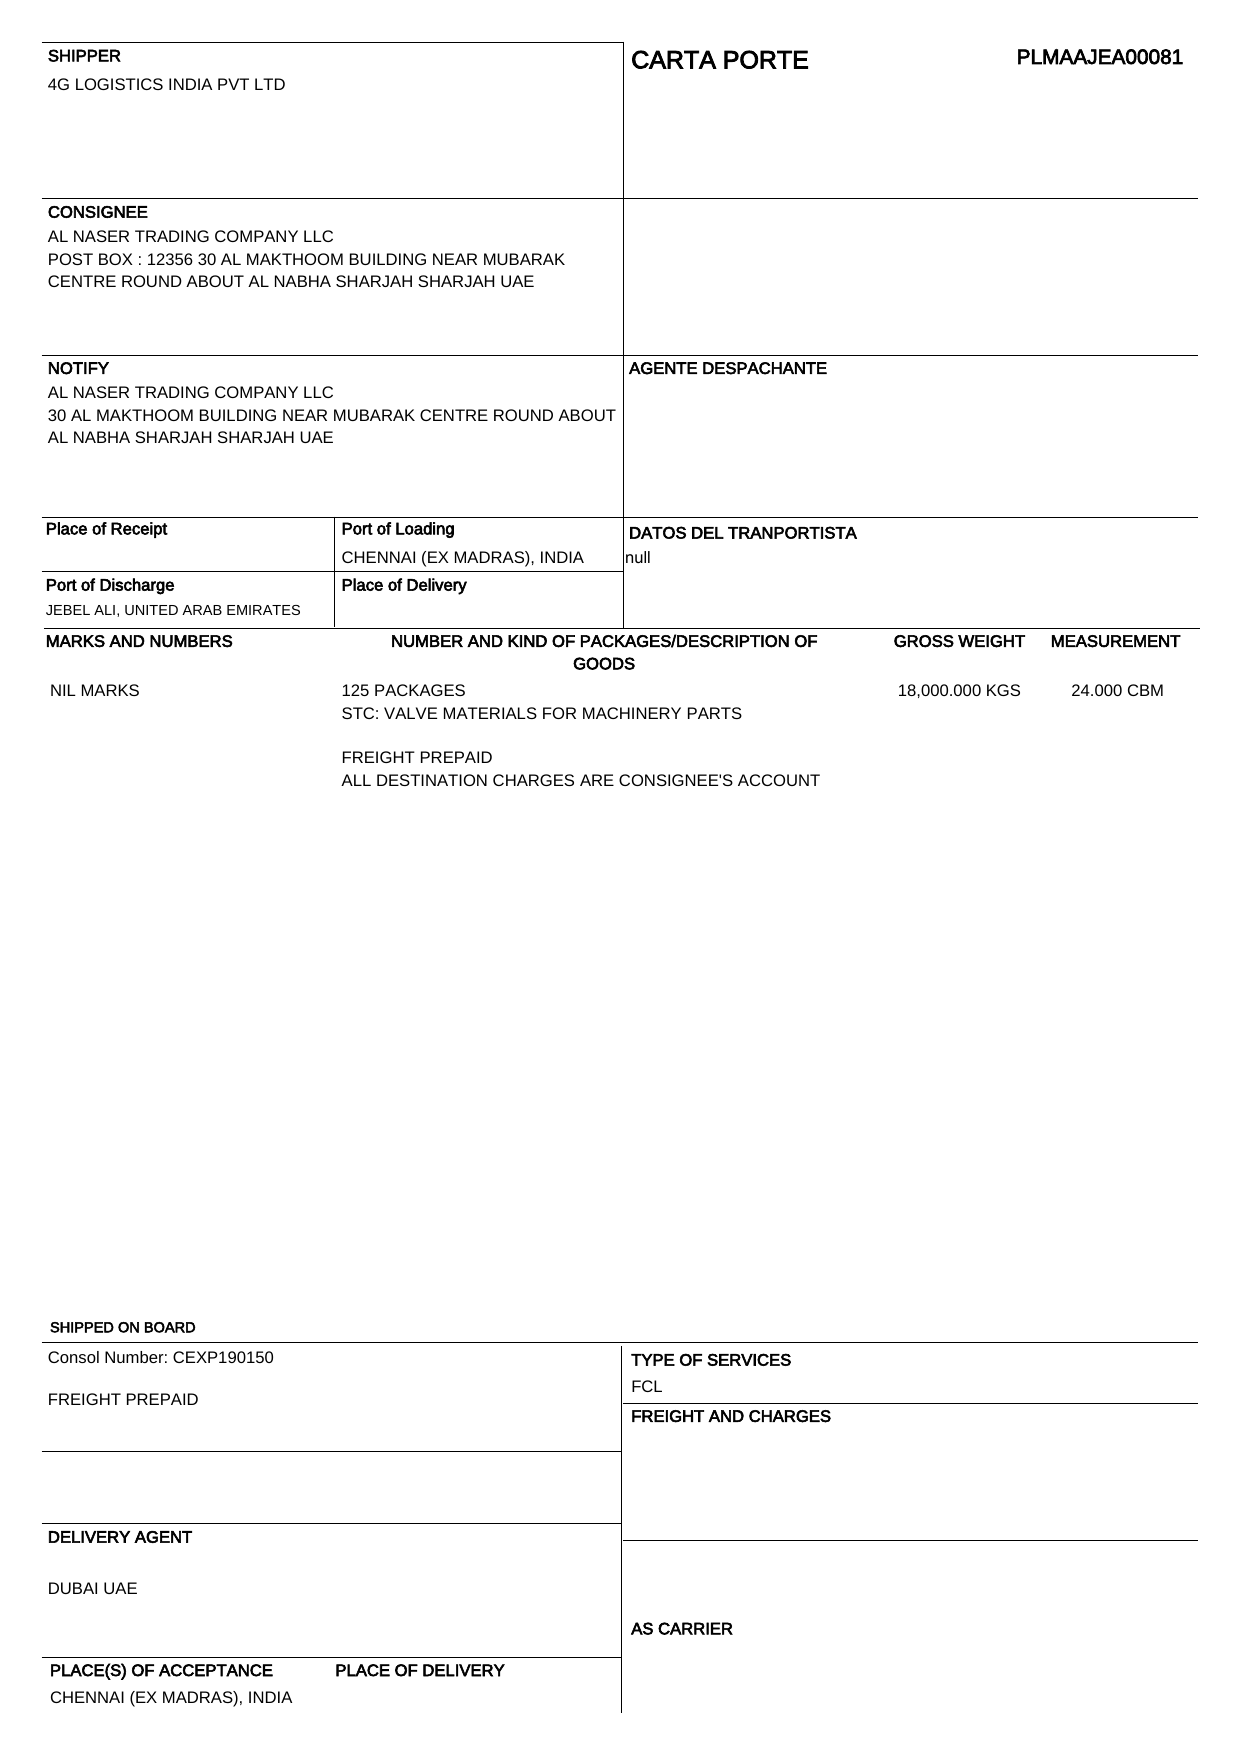 SHIPPER
4G LOGISTICS INDIA PVT LTD
CARTA PORTE
PLMAAJEA00081
CONSIGNEE
AL NASER TRADING COMPANY LLC
POST BOX : 12356 30 AL MAKTHOOM BUILDING NEAR MUBARAK
CENTRE ROUND ABOUT AL NABHA SHARJAH SHARJAH UAE
NOTIFY
AL NASER TRADING COMPANY LLC
30 AL MAKTHOOM BUILDING NEAR MUBARAK CENTRE ROUND ABOUT
AL NABHA SHARJAH SHARJAH UAE
AGENTE DESPACHANTE
Place of Receipt
Port of Loading
CHENNAI (EX MADRAS), INDIA
DATOS DEL TRANPORTISTA
null
Port of Discharge
JEBEL ALI, UNITED ARAB EMIRATES
Place of Delivery
MARKS AND NUMBERS
NUMBER AND KIND OF PACKAGES/DESCRIPTION OF
GOODS
GROSS WEIGHT
MEASUREMENT
NIL MARKS
125 PACKAGES
18,000.000 KGS
24.000 CBM
STC: VALVE MATERIALS FOR MACHINERY PARTS
FREIGHT PREPAID
ALL DESTINATION CHARGES ARE CONSIGNEE'S ACCOUNT
SHIPPED ON BOARD
Consol Number: CEXP190150
FREIGHT PREPAID
TYPE OF SERVICES
FCL
FREIGHT AND CHARGES
DELIVERY AGENT
DUBAI UAE
AS CARRIER
PLACE(S) OF ACCEPTANCE
PLACE OF DELIVERY
CHENNAI (EX MADRAS), INDIA